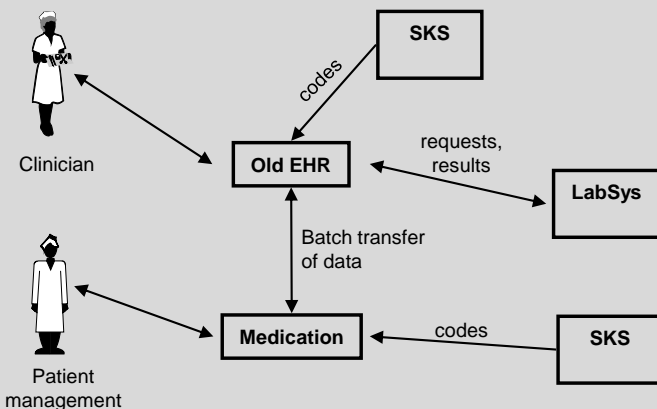 SKS
codes
Clinician
Old EHR
requests,
results
LabSys
Batch transfer
of data
Medication
codes
SKS
Patient
management